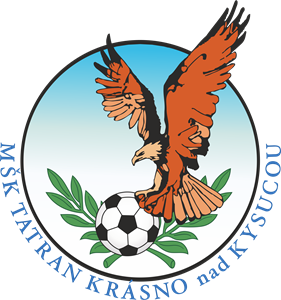 MŠK TATRAN KRÁSNO nad KYSUCOU